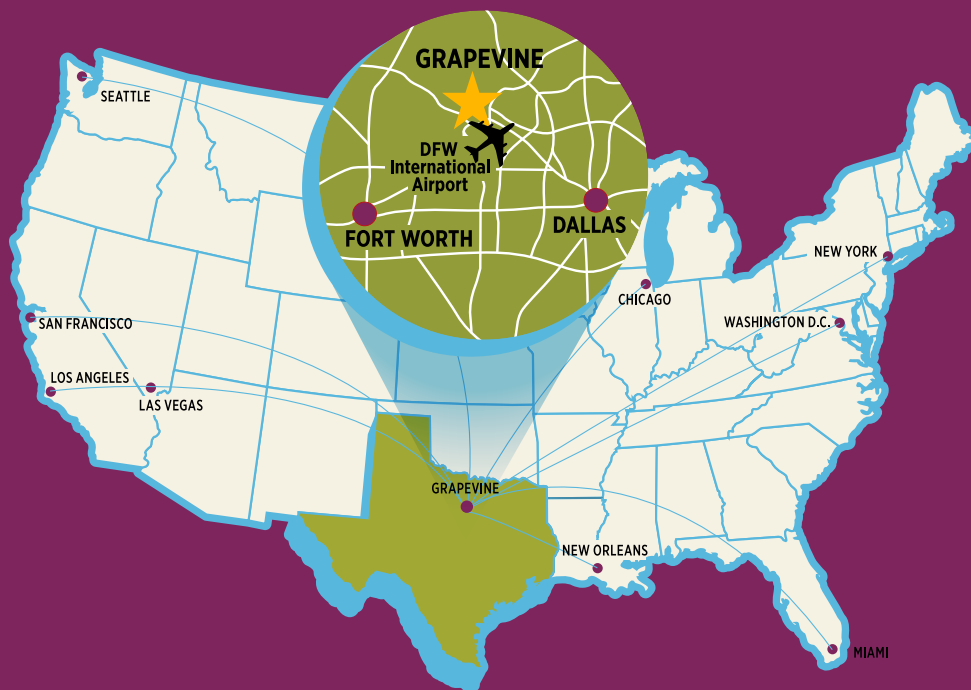 GRAPEVINE
DFW
International
Airport
FORT WORTH
DALLAS
SEATTLE
NEW YORK
CHICAGO
WASHINGTON D.C.
SAN FRANCISCO
LOS ANGELES
LAS VEGAS
GRAPEVINE
NEW ORLEANS
MIAMI